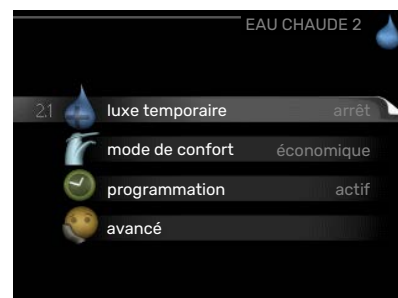 EAU CHAUDE 2
2.1 luxe temporaire arrêt
mode de confort économique
programmation actif
avancé